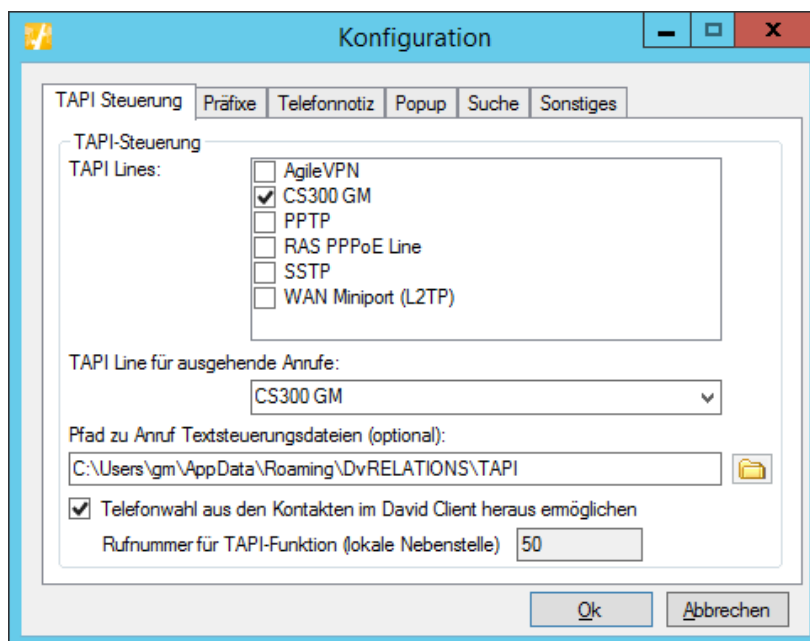 Konfiguration
TAPI Steuerung Präfixe Telefonnotiz Popup Suche Sonstiges
TAPI-Steuerung
TAPI Lines:
AgileVPN
CS300 GM
PPTP
RAS PPPoE Line
SSTP
WAN Miniport (L2TP)
TAPI Line für ausgehende Anrufe:
CS300 GM
Pfad zu Anruf Textsteuerungsdateien (optional):
C:\Users\gm\AppData\Roaming\DvRELATIONS\TAPI
Telefonwahl aus den Kontakten im David Client heraus ermöglichen
Rufnummer für TAPI-Funktion (lokale Nebenstelle) 50
Ok Abbrechen